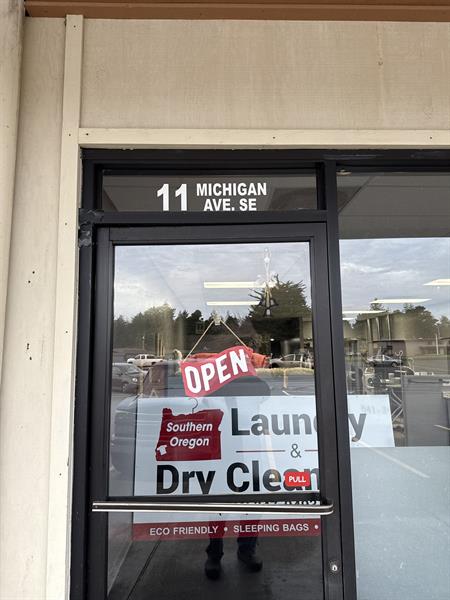 11 MICHIGAN
AVE. SE
OPEN
Southern
Oregon
Laundry
&
Dry Clean
PULL
ECO FRIENDLY • SLEEPING BAGS •